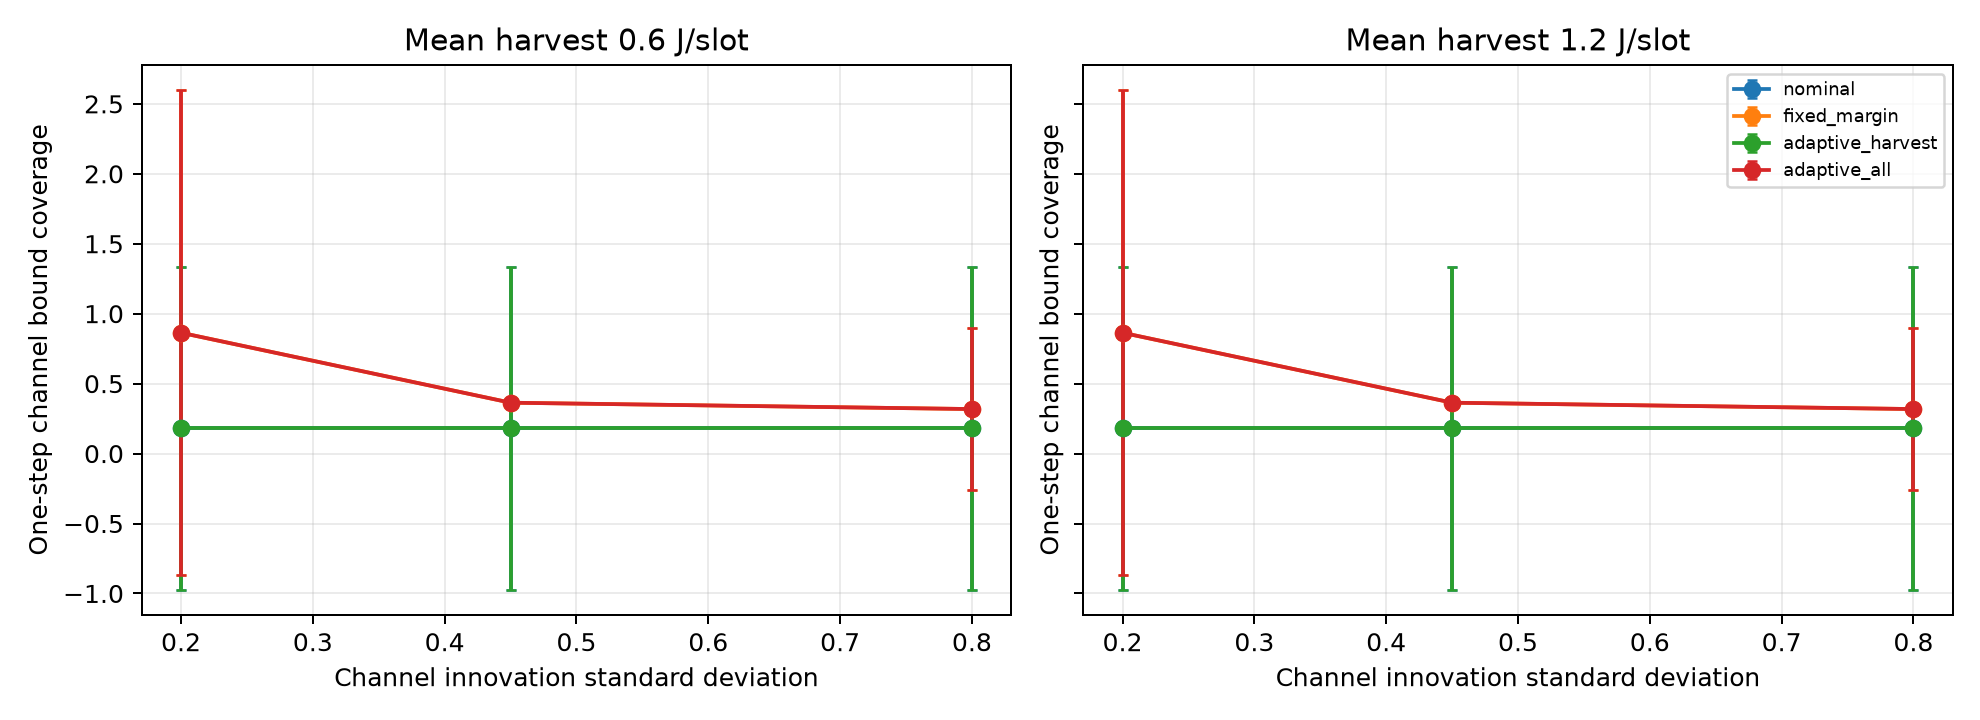 Mean harvest 0.6 J/slot
One-step channel bound coverage
2.5
2.0
1.5
1.0
0.5
0.0
−0.5
−1.0
0.2
0.3
0.4
0.5
0.6
0.7
0.8
Channel innovation standard deviation
Mean harvest 1.2 J/slot
One-step channel bound coverage
nominal
fixed_margin
adaptive_harvest
adaptive_all
0.2
0.3
0.4
0.5
0.6
0.7
0.8
Channel innovation standard deviation